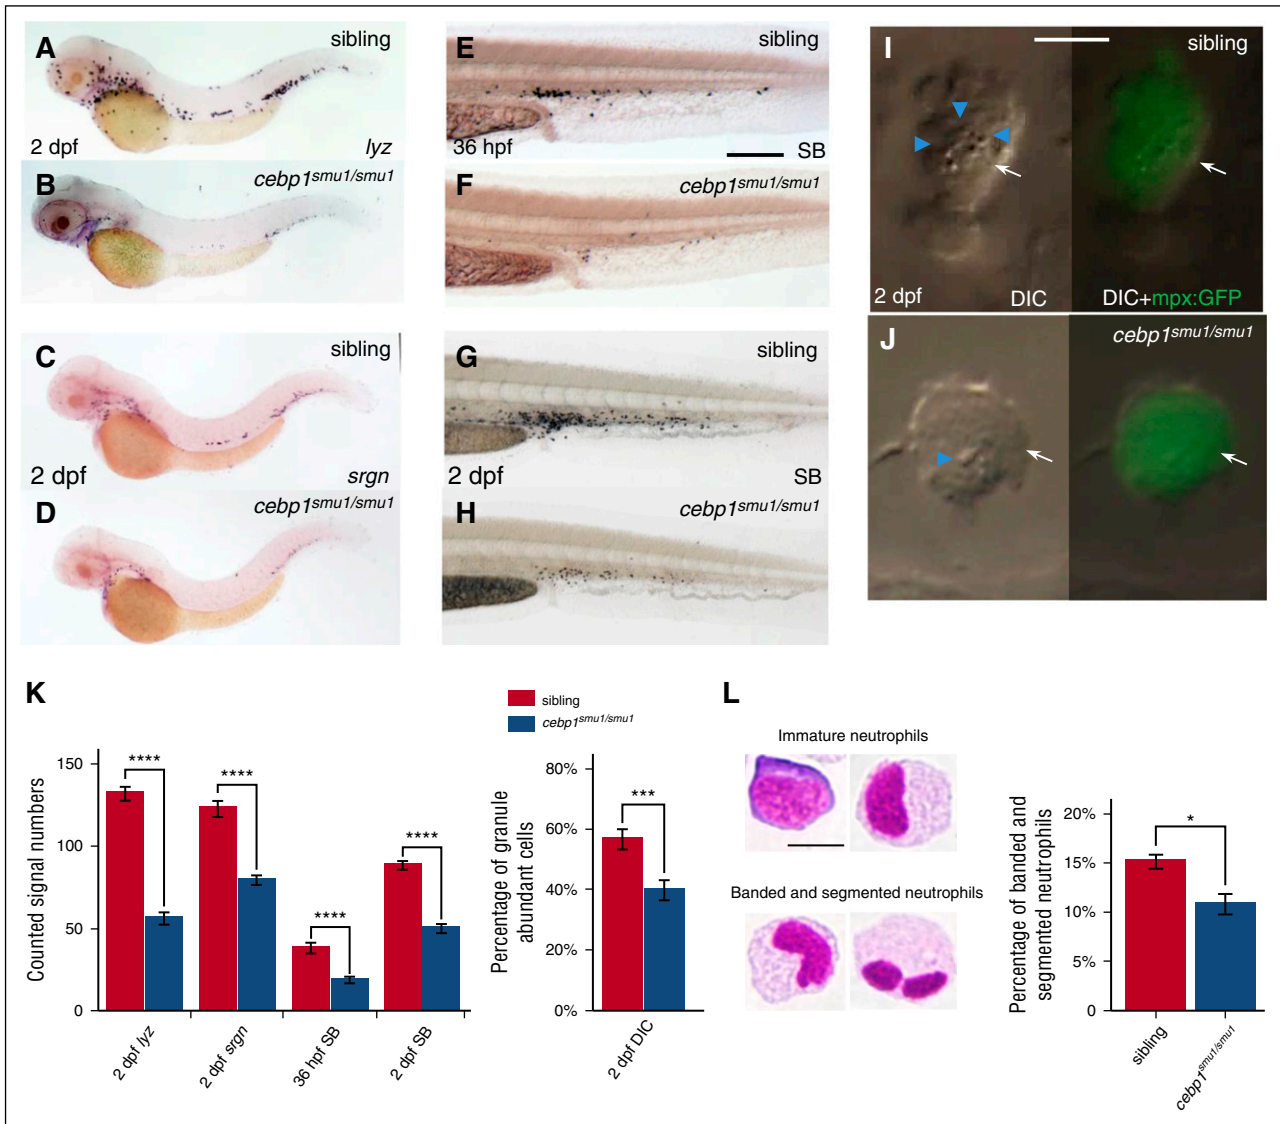 A
sibling
2 dpf
lyz
B
cebp1smu1/smu1
C
sibling
2 dpf
srgn
D
cebp1smu1/smu1
E
sibling
36 hpf
SB
F
cebp1smu1/smu1
G
sibling
2 dpf
SB
H
cebp1smu1/smu1
I
sibling
2 dpf
DIC
DIC+mpx:GFP
J
cebp1smu1/smu1
K
sibling
cebp1smu1/smu1
Counted signal numbers
150
100
50
0
****
****
****
****
2 dpf lyz
2 dpf srgn
36 hpf SB
2 dpf SB
Percentage of granule
abundant cells
80%
60%
40%
20%
0%
***
2 dpf DIC
L
Immature neutrophils
Banded and segmented neutrophils
Percentage of banded and
segmented neutrophils
20%
15%
10%
5%
0
*
sibling
cebp1smu1/smu1